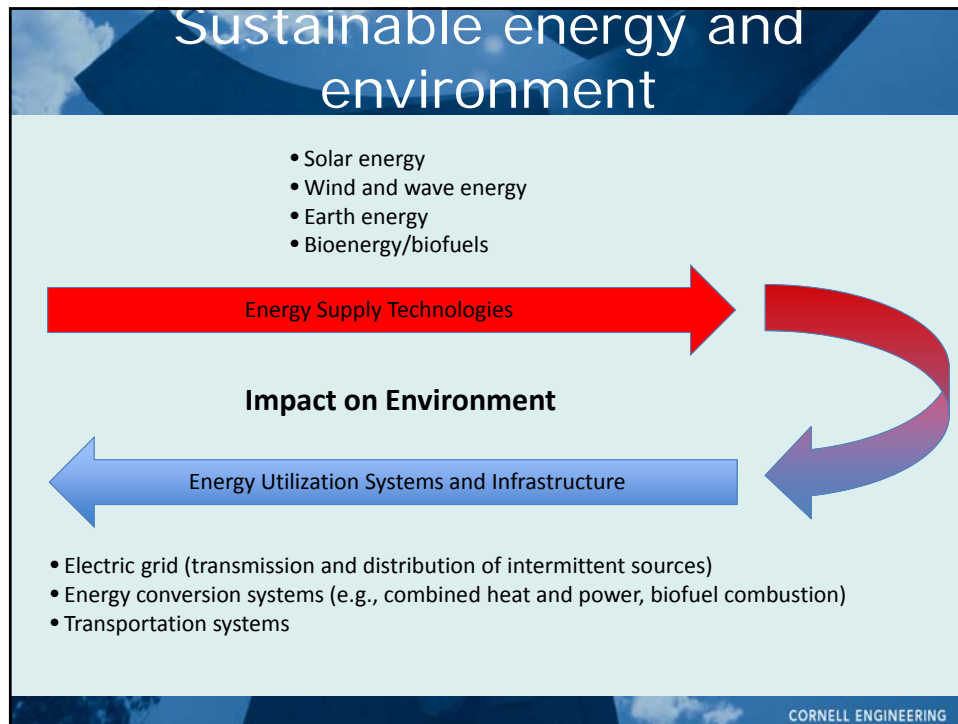 Sustainable energy and
environment
• Solar energy
• Wind and wave energy
• Earth energy
• Bioenergy/biofuels
Energy Supply Technologies
Impact on Environment
Energy Utilization Systems and Infrastructure
• Electric grid (transmission and distribution of intermittent sources)
• Energy conversion systems (e.g., combined heat and power, biofuel combustion)
• Transportation systems
CORNELL ENGINEERING